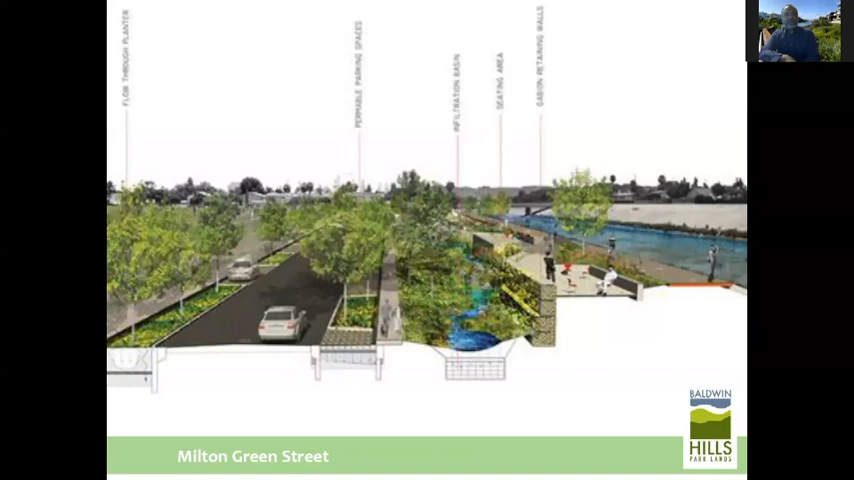 FLOW THROUGH PLANTER
PERMABLE PARKING SPACES
INFILTRATION BASIN
SEATING AREA
GABION RETAINING WALLS
BALDWIN
HILLS
PARK LANDS
Milton Green Street